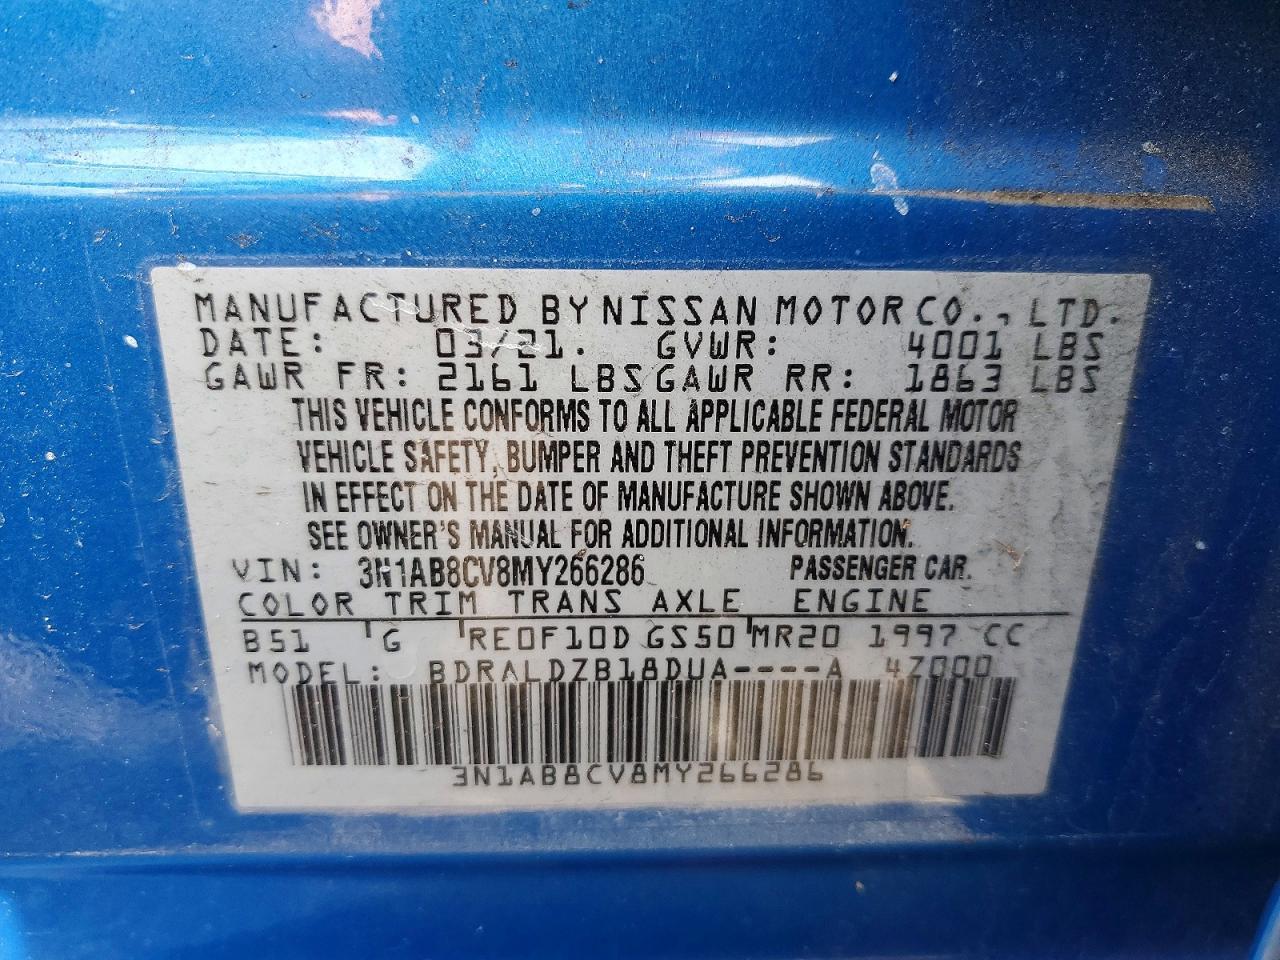 MANUFACTURED BY NISSAN MOTOR CO., LTD.
DATE: 03/21. GVWR: 4001 LBS
GAWR FR: 2161 LBS GAWR RR: 1863 LBS
THIS VEHICLE CONFORMS TO ALL APPLICABLE FEDERAL MOTOR
VEHICLE SAFETY, BUMPER AND THEFT PREVENTION STANDARDS
IN EFFECT ON THE DATE OF MANUFACTURE SHOWN ABOVE.
SEE OWNER'S MANUAL FOR ADDITIONAL INFORMATION.
VIN: 3N1AB8CV8MY266286 PASSENGER CAR.
COLOR TRIM TRANS AXLE ENGINE
B51 G RE0F10D GS50 MR20 1997 CC
MODEL: BDRALDZB18DUA----A 4Z000
3N1AB8CV8MY266286